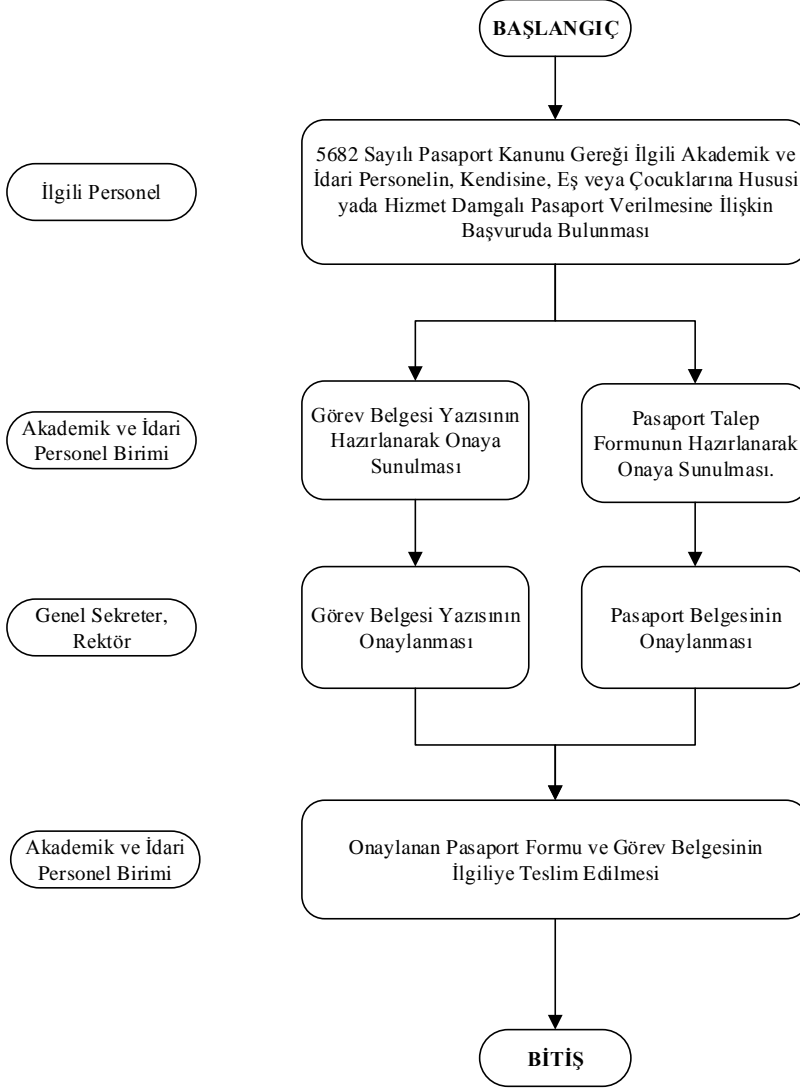 BAŞLANGIÇ
İlgili Personel
5682 Sayılı Pasaport Kanunu Gereği İlgili Akademik ve
İdari Personelin, Kendisine, Eş veya Çocuklarına Hususi
yada Hizmet Damgalı Pasaport Verilmesine İlişkin
Başvuruda Bulunması
Akademik ve İdari
Personel Birimi
Görev Belgesi Yazısının
Hazırlanarak Onaya
Sunulması
Pasaport Talep
Formunun Hazırlanarak
Onaya Sunulması.
Genel Sekreter,
Rektör
Görev Belgesi Yazısının
Onaylanması
Pasaport Belgesinin
Onaylanması
Akademik ve İdari
Personel Birimi
Onaylanan Pasaport Formu ve Görev Belgesinin
İlgiliye Teslim Edilmesi
BİTİŞ